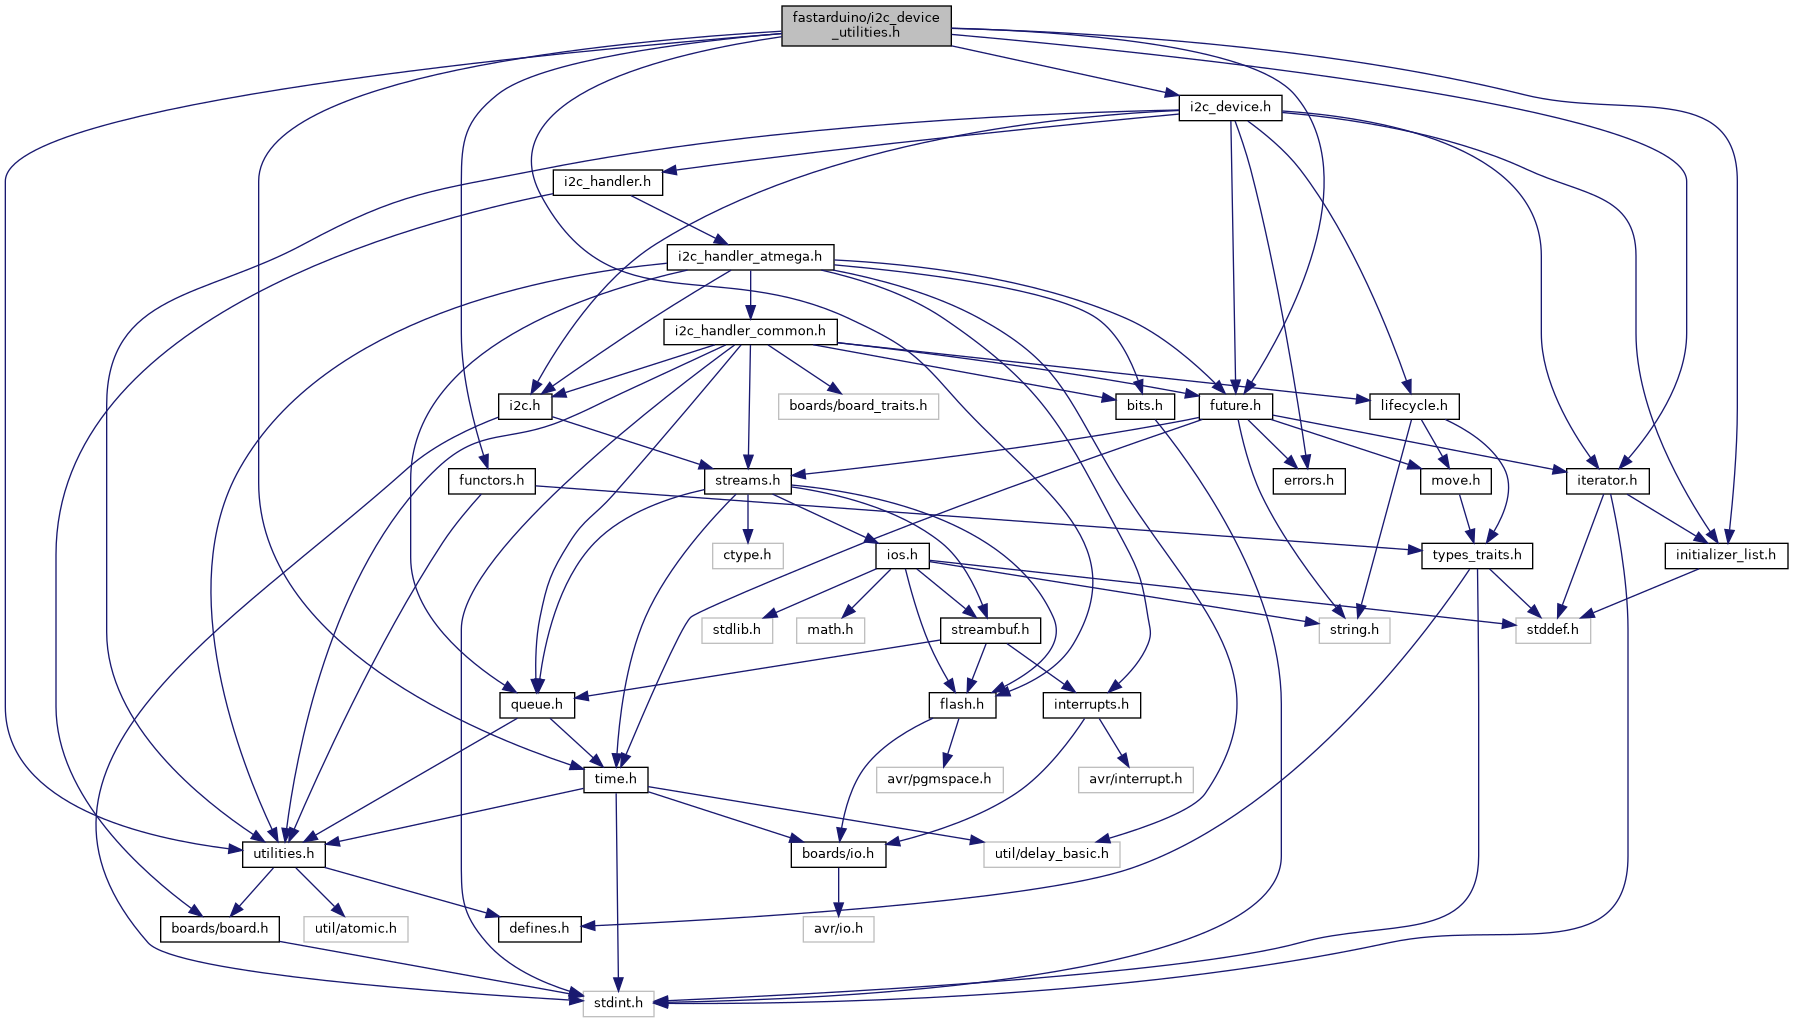 fastarduino/i2c_device
_utilities.h
i2c_device.h
i2c_handler.h
i2c_handler_atmega.h
i2c_handler_common.h
i2c.h
boards/board_traits.h
bits.h
future.h
lifecycle.h
functors.h
streams.h
errors.h
move.h
iterator.h
ctype.h
ios.h
types_traits.h
initializer_list.h
stdlib.h
math.h
streambuf.h
string.h
stddef.h
queue.h
flash.h
interrupts.h
time.h
avr/pgmspace.h
avr/interrupt.h
utilities.h
boards/io.h
util/delay_basic.h
boards/board.h
util/atomic.h
defines.h
avr/io.h
stdint.h